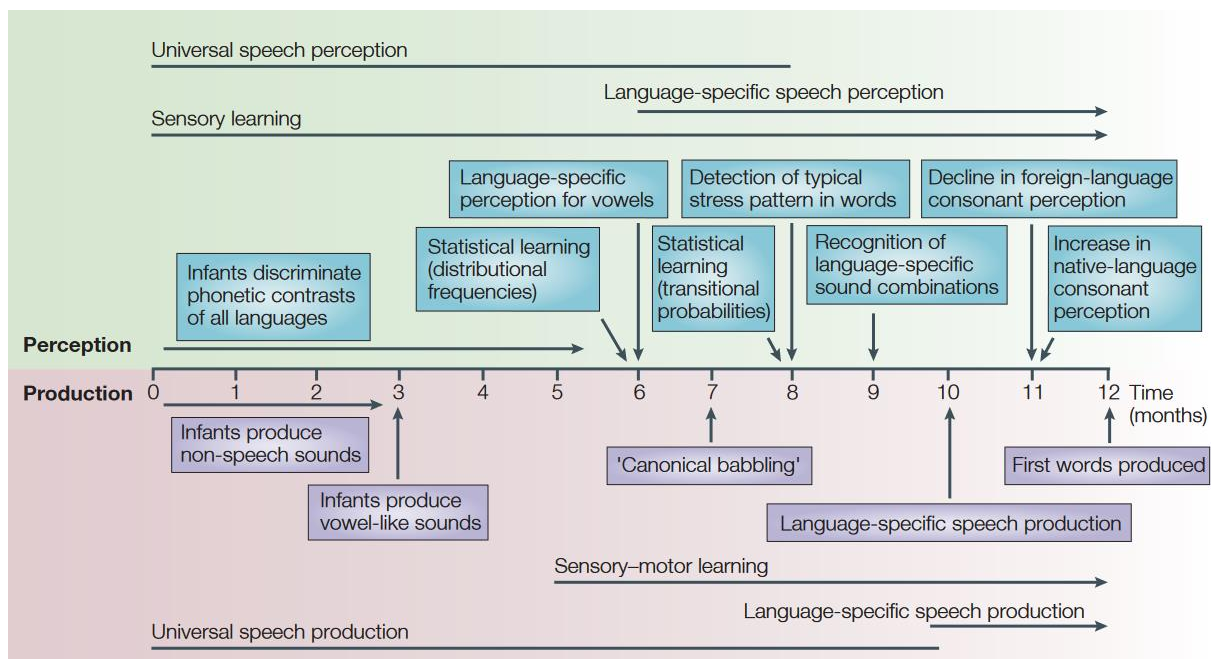 Universal speech perception
Language-specific speech perception
Sensory learning
Language-specific
perception for vowels
Detection of typical
stress pattern in words
Decline in foreign-language
consonant perception
Statistical learning
(distributional
frequencies)
Statistical
learning
(transitional
probabilities)
Recognition of
language-specific
sound combinations
Increase in
native-language
consonant
perception
Infants discriminate
phonetic contrasts
of all languages
Perception
Production
0 1 2 3 4 5 6 7 8 9 10 11 12 Time
(months)
Infants produce
non-speech sounds
Infants produce
vowel-like sounds
'Canonical babbling'
First words produced
Language-specific speech production
Sensory–motor learning
Language-specific speech production
Universal speech production